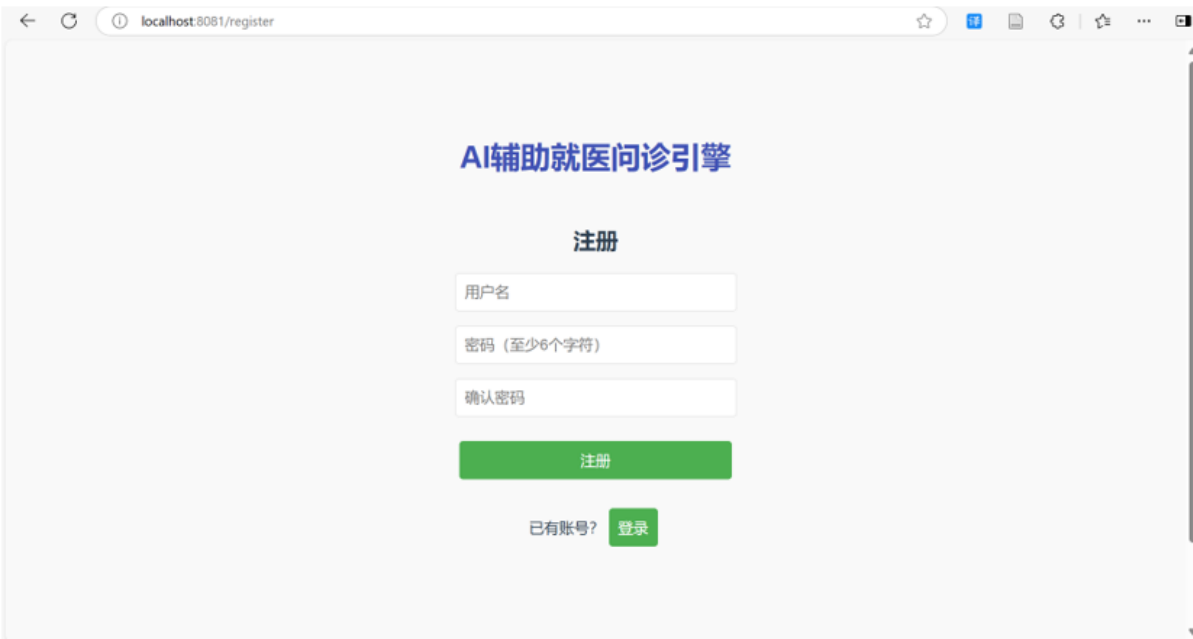 localhost:8081/register
AI辅助就医问诊引擎
注册
用户名
密码（至少6个字符）
确认密码
注册
已有账号？ 登录